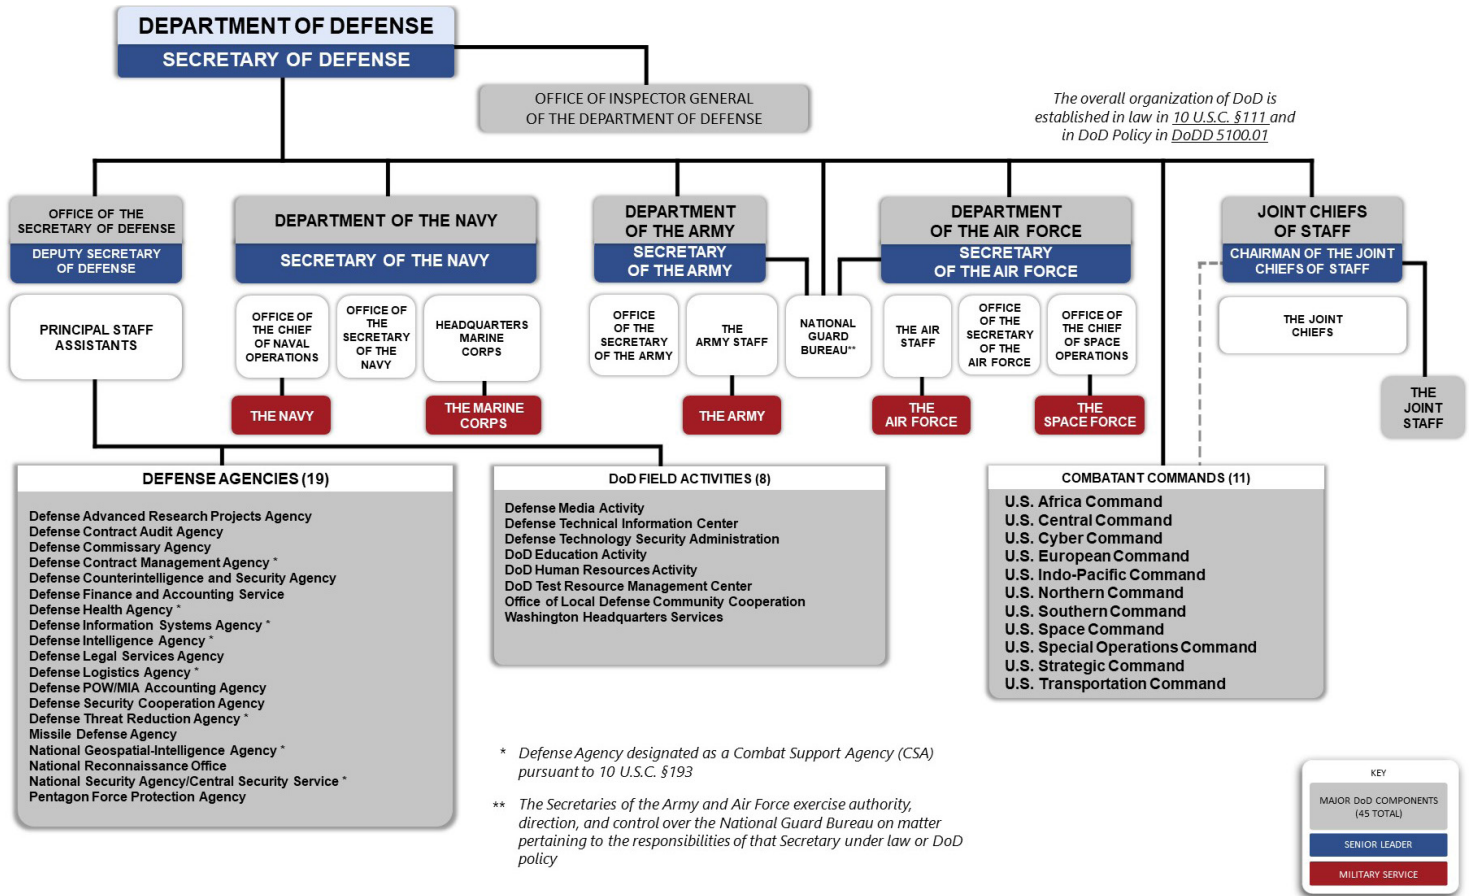 DEPARTMENT OF DEFENSE
SECRETARY OF DEFENSE
OFFICE OF INSPECTOR GENERAL
OF THE DEPARTMENT OF DEFENSE
The overall organization of DoD is
established in law in 10 U.S.C. §111 and
in DoD Policy in DoDD 5100.01
OFFICE OF THE
SECRETARY OF DEFENSE
DEPUTY SECRETARY
OF DEFENSE
PRINCIPAL STAFF
ASSISTANTS
DEPARTMENT OF THE NAVY
SECRETARY OF THE NAVY
OFFICE OF
THE CHIEF
OF NAVAL
OPERATIONS
OFFICE OF
THE
SECRETARY
OF THE
NAVY
HEADQUARTERS
MARINE
CORPS
THE NAVY
THE MARINE
CORPS
DEPARTMENT
OF THE ARMY
SECRETARY
OF THE ARMY
OFFICE
OF THE
SECRETARY
OF THE ARMY
THE
ARMY STAFF
THE ARMY
NATIONAL
GUARD
BUREAU**
DEPARTMENT
OF THE AIR FORCE
SECRETARY
OF THE AIR FORCE
THE AIR
STAFF
OFFICE
OF THE
SECRETARY
OF THE
AIR FORCE
OFFICE OF
THE CHIEF
OF SPACE
OPERATIONS
THE
AIR FORCE
THE
SPACE FORCE
JOINT CHIEFS
OF STAFF
CHAIRMAN OF THE JOINT
CHIEFS OF STAFF
THE JOINT
CHIEFS
THE
JOINT
STAFF
DEFENSE AGENCIES (19)
Defense Advanced Research Projects Agency
Defense Contract Audit Agency
Defense Commissary Agency
Defense Contract Management Agency *
Defense Counterintelligence and Security Agency
Defense Finance and Accounting Service
Defense Health Agency *
Defense Information Systems Agency *
Defense Intelligence Agency *
Defense Legal Services Agency
Defense Logistics Agency *
Defense POW/MIA Accounting Agency
Defense Security Cooperation Agency
Defense Threat Reduction Agency *
Missile Defense Agency
National Geospatial-Intelligence Agency *
National Reconnaissance Office
National Security Agency/Central Security Service *
Pentagon Force Protection Agency
DoD FIELD ACTIVITIES (8)
Defense Media Activity
Defense Technical Information Center
Defense Technology Security Administration
DoD Education Activity
DoD Human Resources Activity
DoD Test Resource Management Center
Office of Local Defense Community Cooperation
Washington Headquarters Services
COMBATANT COMMANDS (11)
U.S. Africa Command
U.S. Central Command
U.S. Cyber Command
U.S. European Command
U.S. Indo-Pacific Command
U.S. Northern Command
U.S. Southern Command
U.S. Space Command
U.S. Special Operations Command
U.S. Strategic Command
U.S. Transportation Command
* Defense Agency designated as a Combat Support Agency (CSA)
pursuant to 10 U.S.C. §193
** The Secretaries of the Army and Air Force exercise authority,
direction, and control over the National Guard Bureau on matter
pertaining to the responsibilities of that Secretary under law or DoD
policy
KEY
MAJOR DoD COMPONENTS
(45 TOTAL)
SENIOR LEADER
MILITARY SERVICE